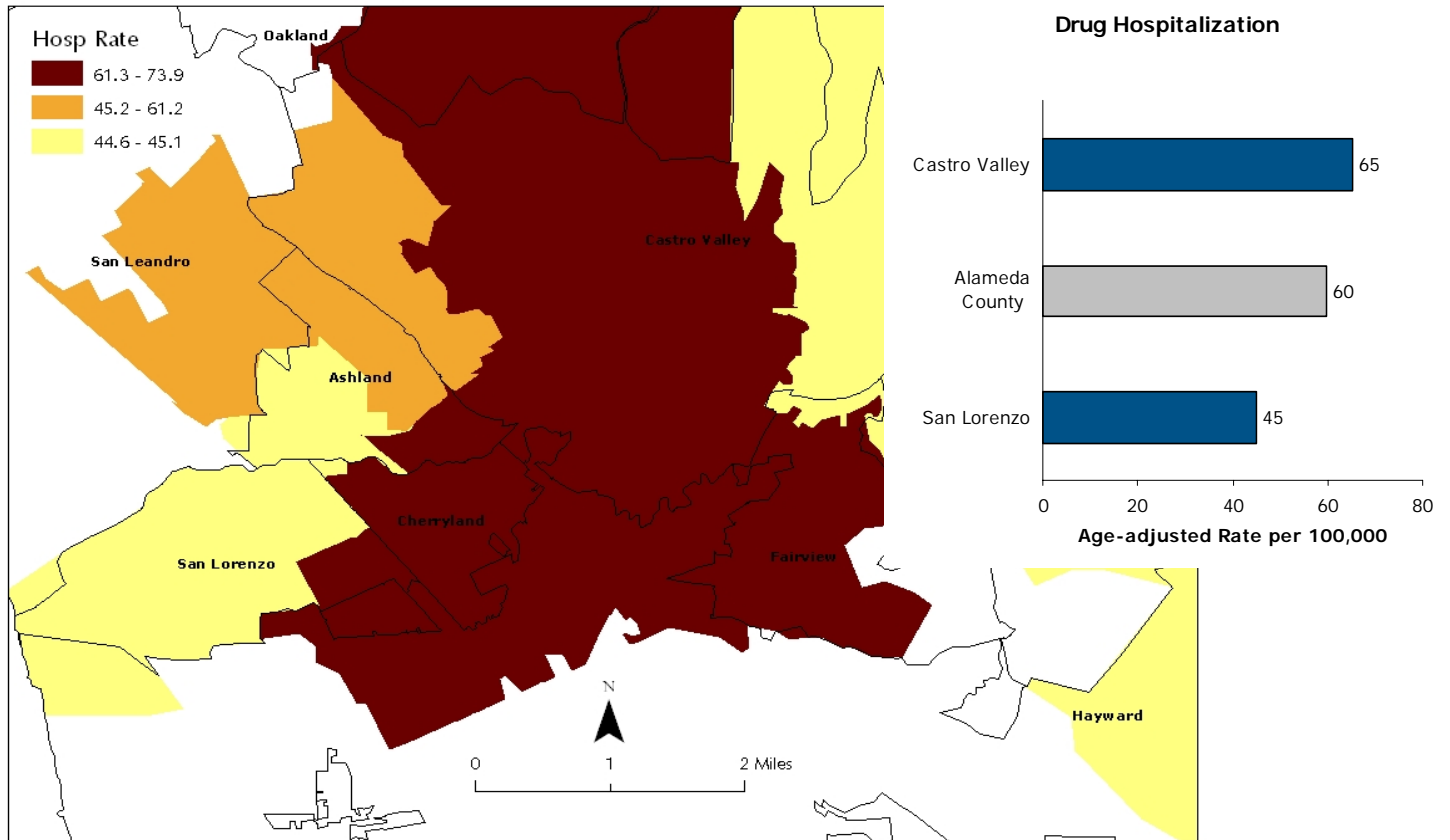 Hosp Rate
61.3 - 73.9
45.2 - 61.2
44.6 - 45.1
Oakland
Castro Valley
San Leandro
Ashland
Cherryland
San Lorenzo
Fairview
Hayward
N
0 1 2 Miles
Drug Hospitalization
Castro Valley 65
Alameda
County 60
San Lorenzo 45
0 20 40 60 80
Age-adjusted Rate per 100,000